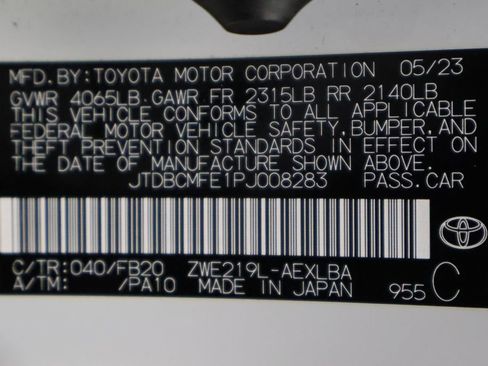 MFD. BY: TOYOTA MOTOR CORPORATION 05/23
GVWR 4065LB. GAWR FR 2315LB RR 2140LB
THIS VEHICLE CONFORMS TO ALL APPLICABLE
FEDERAL MOTOR VEHICLE SAFETY, BUMPER, AND
THEFT PREVENTION STANDARDS IN EFFECT ON
THE DATE OF MANUFACTURE SHOWN ABOVE.
JTDBCMFE1PJ008283 PASS. CAR
C/TR: 040/FB20 ZWE219L-AEXLBA
A/TM: /PA10 MADE IN JAPAN 955 C